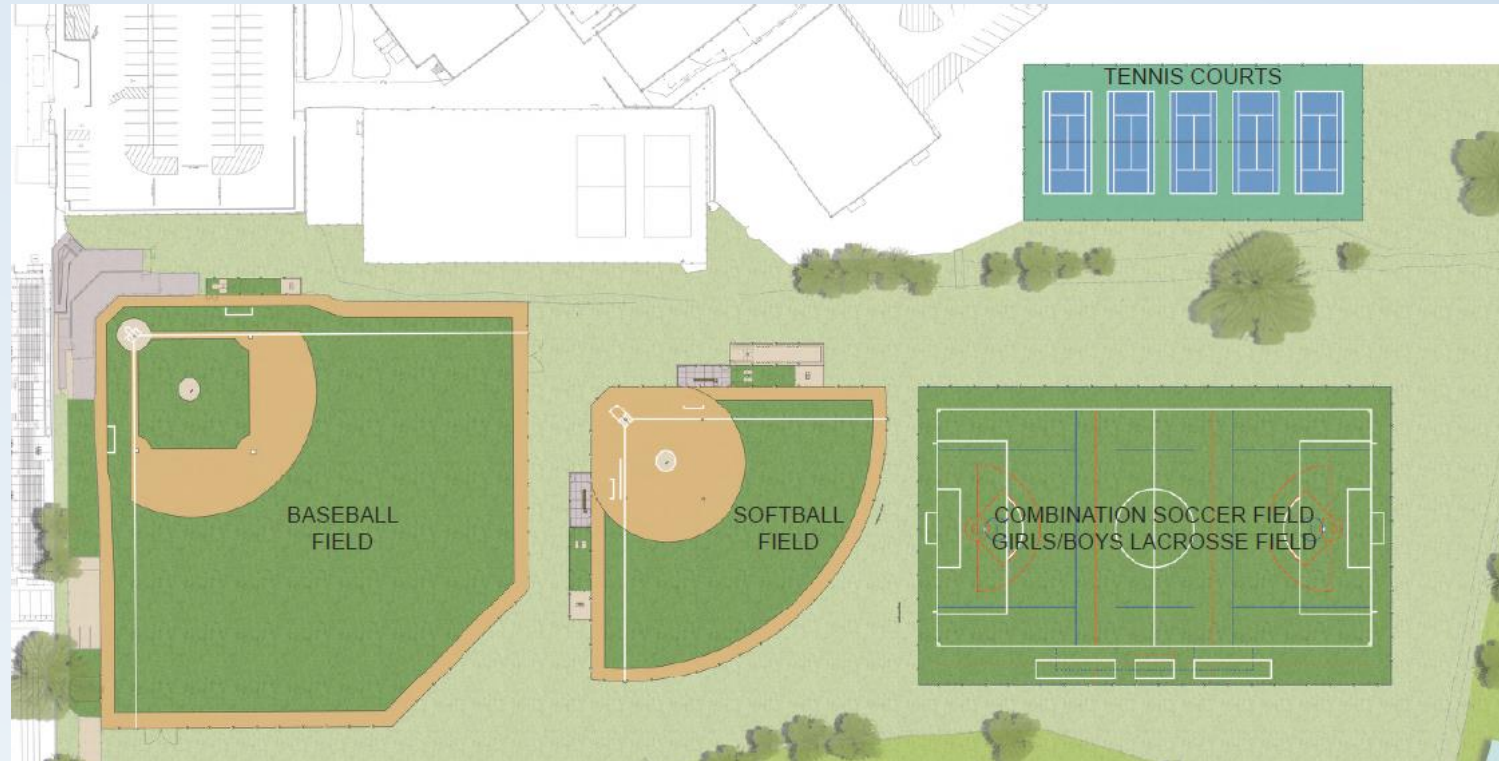 TENNIS COURTS
BASEBALL
FIELD
SOFTBALL
FIELD
COMBINATION SOCCER FIELD
GIRLS/BOYS LACROSSE FIELD